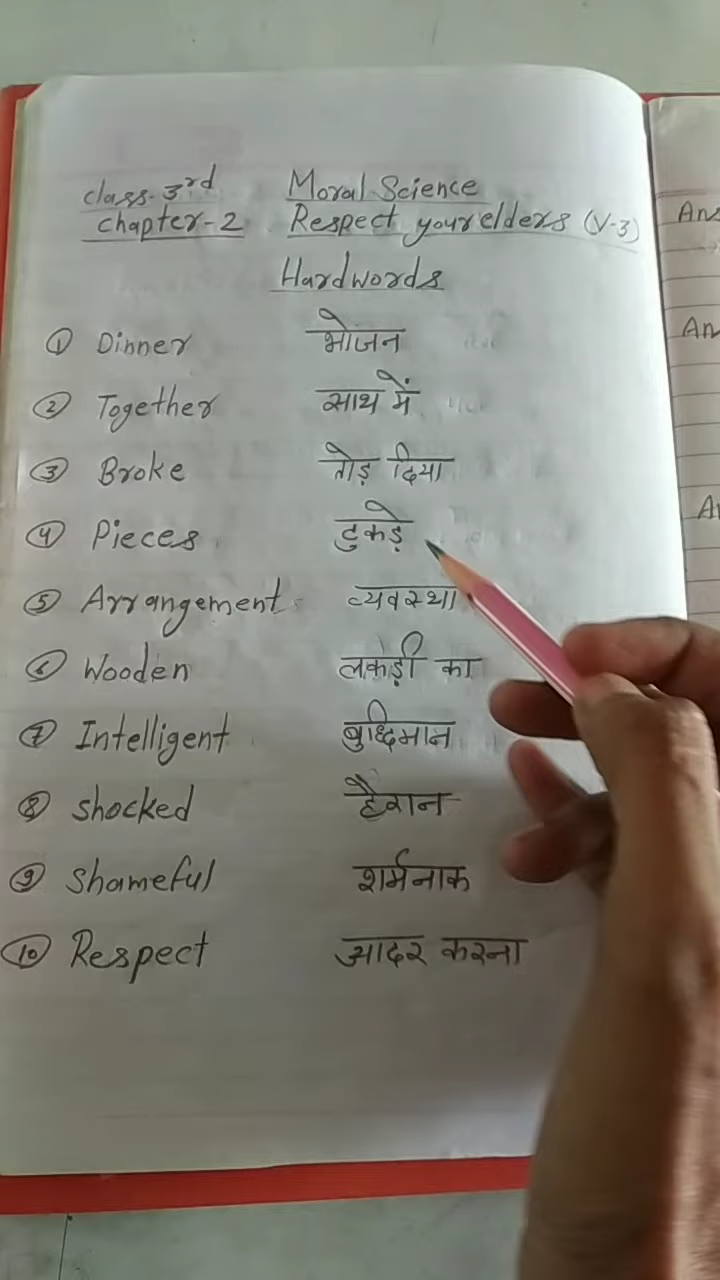 class-3rd Moral Science
chapter-2 Respect your elders (V-3)
Hardwords
① Dinner भोजन
② Together साथ में
③ Broke तोड़ दिया
④ Pieces टुकड़े
⑤ Arrangement व्यवस्था
⑥ Wooden लकड़ी का
⑦ Intelligent बुद्धिमान
⑧ shocked हैरान
⑨ shameful शर्मनाक
⑩ Respect आदर करना
Ans
An
A